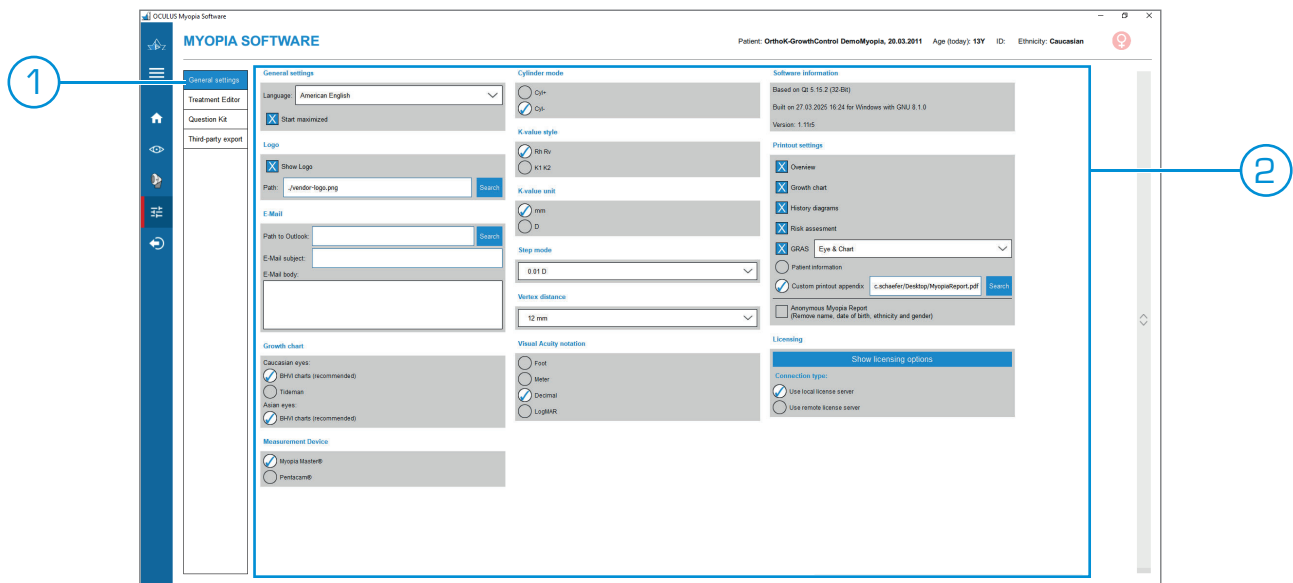 OCULUS Myopia Software
MYOPIA SOFTWARE
Patient: OrthoK-GrowthControl DemoMyopia, 20.03.2011 Age (today): 13Y ID: Ethnicity: Caucasian
1
2
General settings
Treatment Editor
Question Kit
Third-party export
General settings
Language: American English
Start maximized
Logo
Show Logo
Path: ./vendor-logo.png Search
E-Mail
Path to Outlook: Search
E-Mail subject:
E-Mail body:
Growth chart
Caucasian eyes:
BHVI charts (recommended)
Tideman
Asian eyes:
BHVI charts (recommended)
Measurement Device
Myopia Master®
Pentacam®
Cylinder mode
Cyl+
Cyl-
K-value style
Rh Rv
K1 K2
K-value unit
mm
D
Step mode
0.01 D
Vertex distance
12 mm
Visual Acuity notation
Foot
Meter
Decimal
LogMAR
Software information
Based on Qt 5.15.2 (32-Bit)
Built on 27.03.2025 16:24 for Windows with GNU 8.1.0
Version: 1.11r5
Printout settings
Overview
Growth chart
History diagrams
Risk assesment
GRAS Eye & Chart
Patient information
Custom printout appendix c.schaefer/Desktop/MyopiaReport.pdf Search
Anonymous Myopia Report
(Remove name, date of birth, ethnicity and gender)
Licensing
Show licensing options
Connection type:
Use local license server
Use remote license server